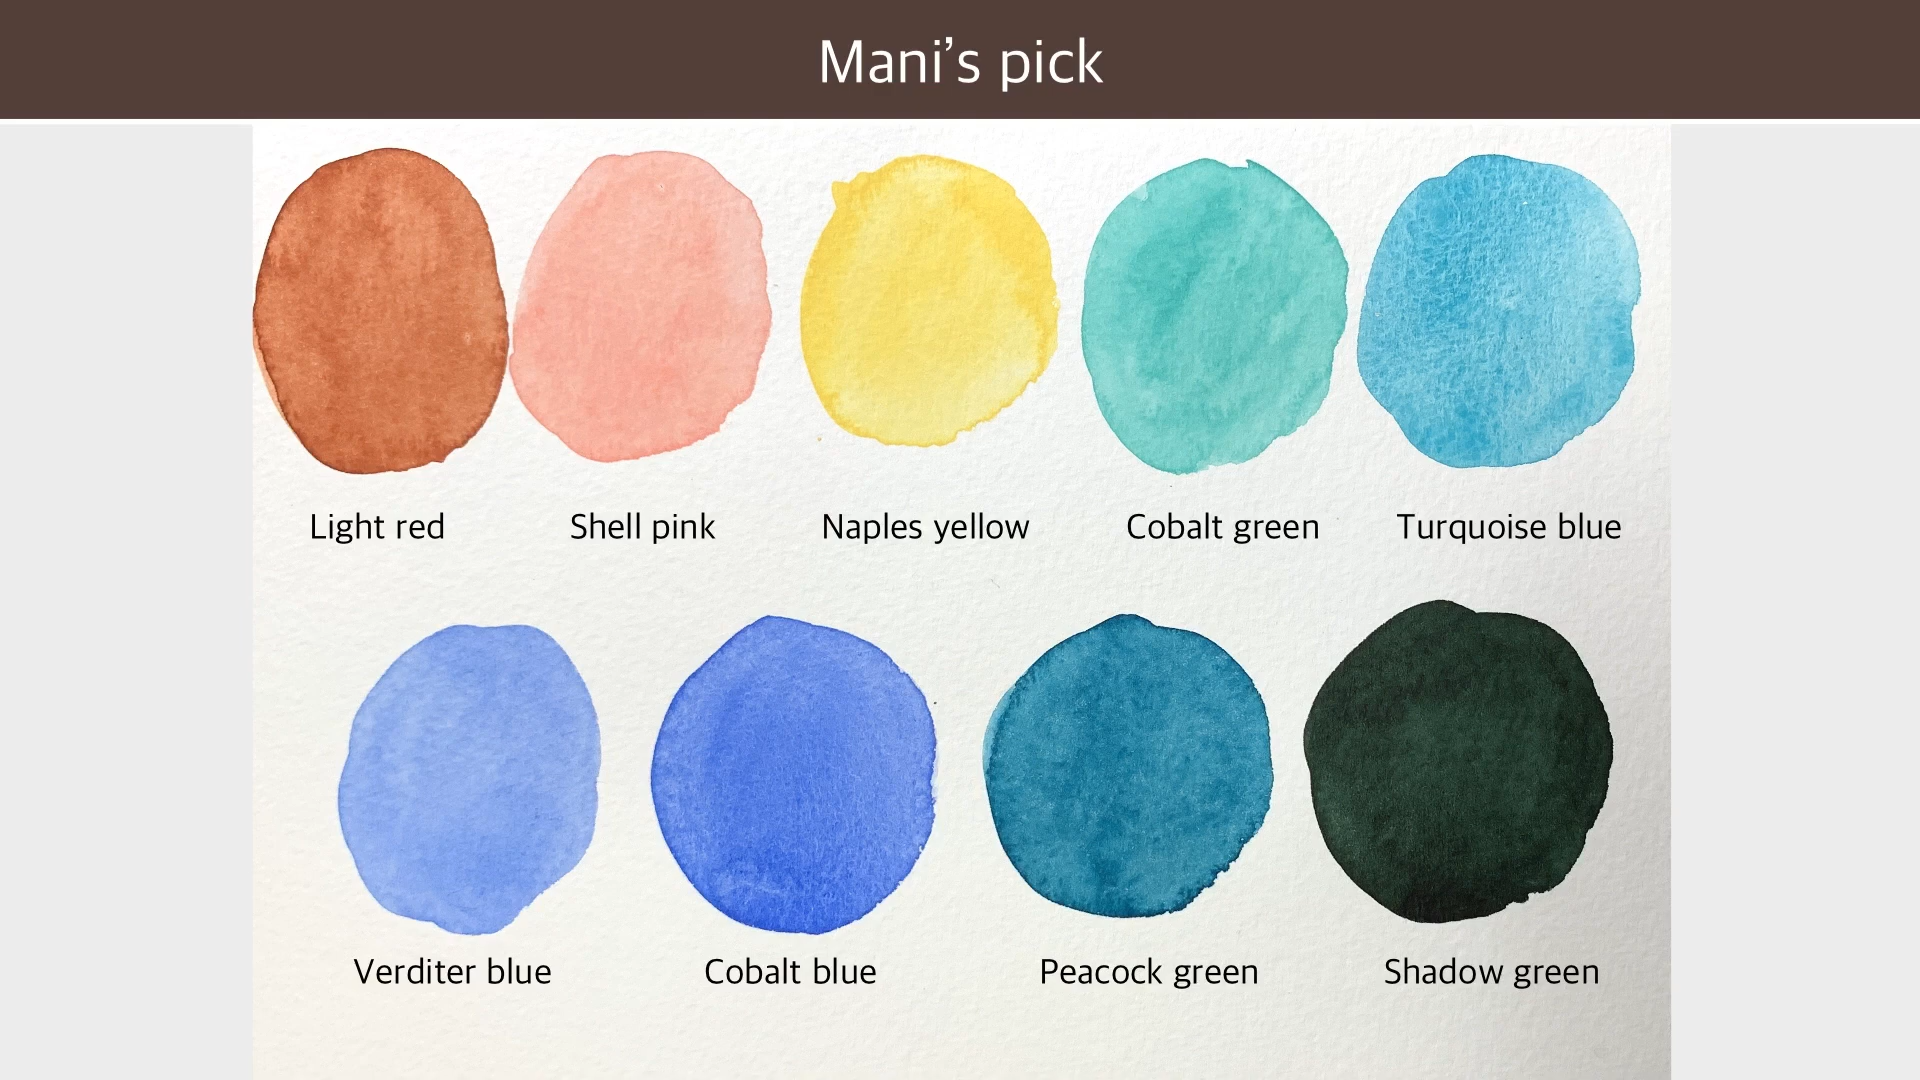 Mani’s pick
Light red
Shell pink
Naples yellow
Cobalt green
Turquoise blue
Verditer blue
Cobalt blue
Peacock green
Shadow green